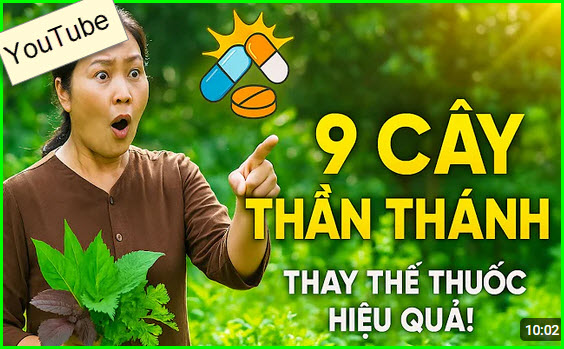 YouTube
9 CÂY
THẦN THÁNH
THAY THẾ THUỐC
HIỆU QUẢ!
10:02